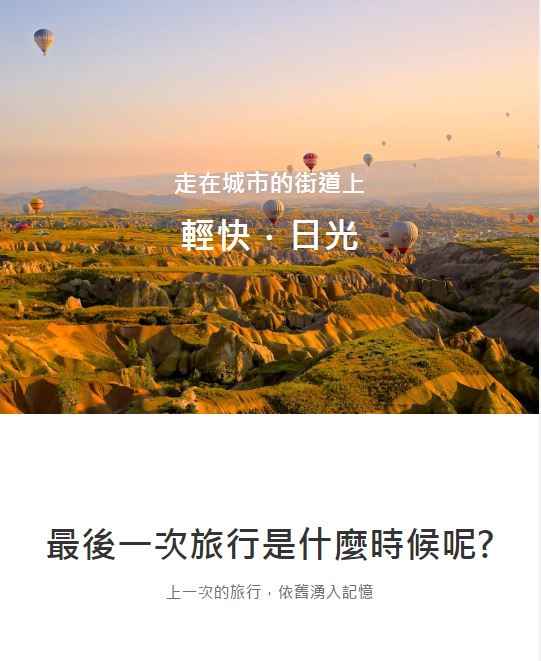 走在城市的街道上
輕快 · 日光
最後一次旅行是什麼時候呢?
上一次的旅行，依舊湧入記憶